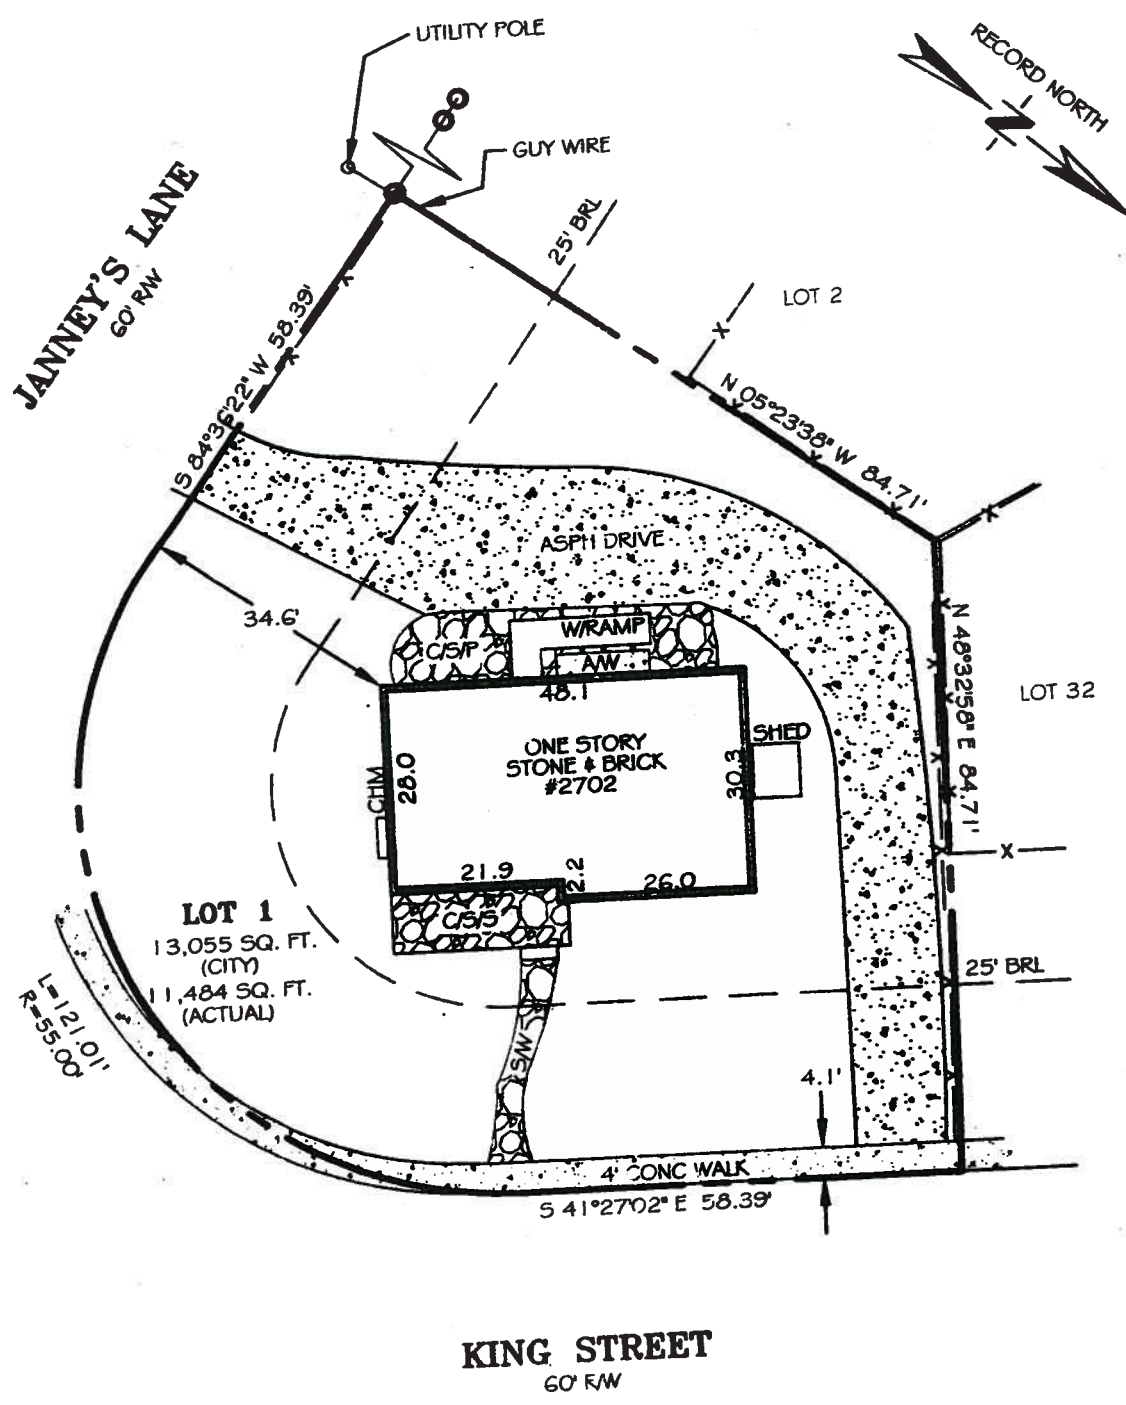 UTILITY POLE
RECORD NORTH
GUY WIRE
JANNEY'S LANE
60' R/W
25' BRL
LOT 2
S 84°36'22" W 58.39'
N 05°23'38" W 84.71'
ASPH DRIVE
34.6'
W/RAMP
C/S/P
A/W
48.1
N 48°32'58" E 84.71'
LOT 32
ONE STORY
STONE & BRICK
#2702
SHED
CHM
28.0
30.3
21.9
2.2
26.0
C/S/S
LOT 1
13,055 SQ. FT.
(CITY)
11,484 SQ. FT.
(ACTUAL)
25' BRL
L=121.01'
R=55.00'
S/W
4.1'
4' CONC WALK
S 41°27'02" E 58.39'
KING STREET
60' R/W